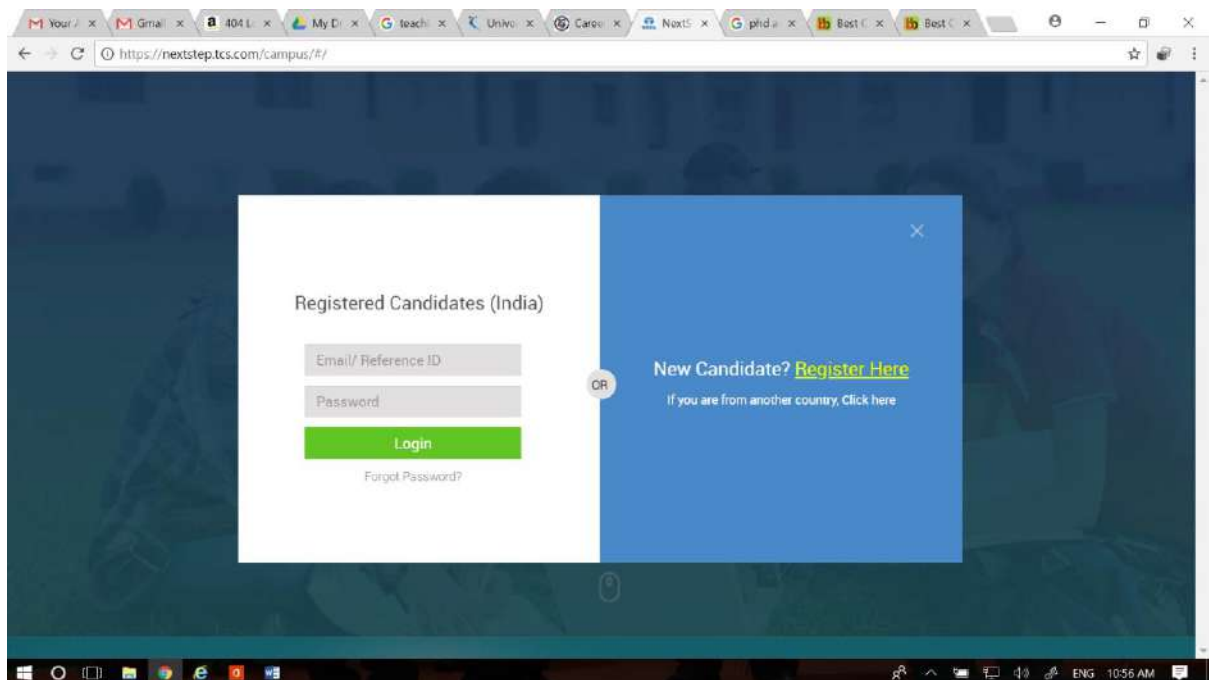 Your
Gmail
404
My Dr
teachi
Unive
Caree
NextS
phd a
Best C
Best C
https://nextstep.tcs.com/campus/#/
Registered Candidates (India)
Email/ Reference ID
Password
Login
Forgot Password?
OR
New Candidate? Register Here
If you are from another country, Click here
ENG 10:56 AM